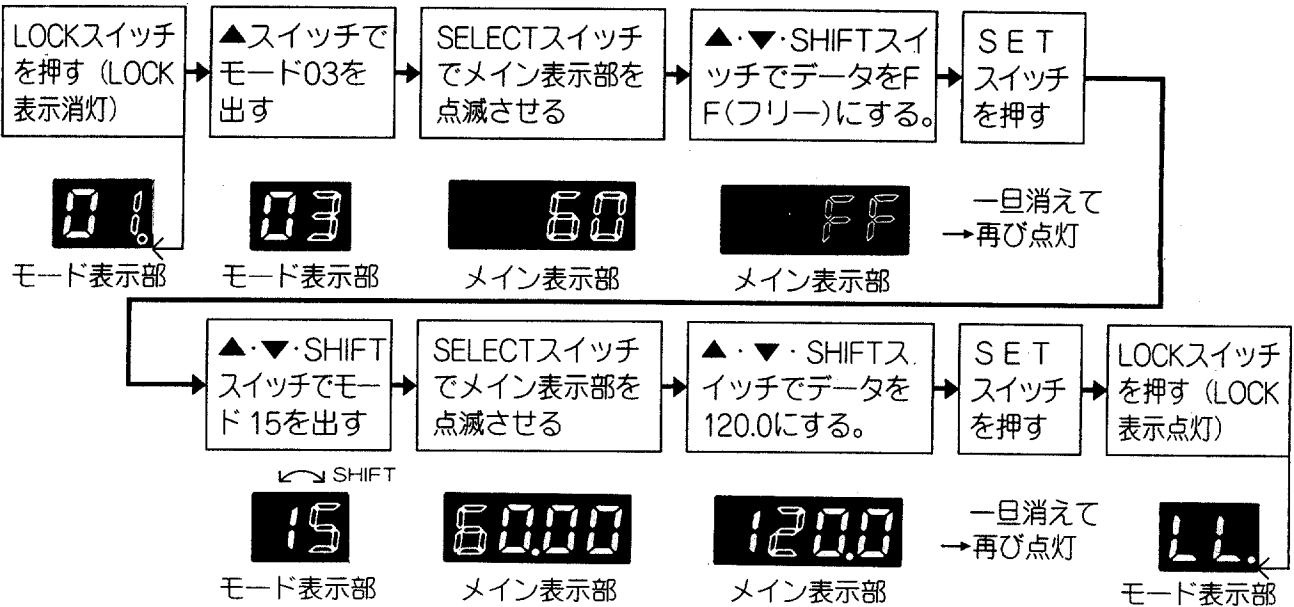 LOCKスイッチ
を押す（LOCK
表示消灯）
▲スイッチで
モード03を
出す
SELECTスイッチ
でメイン表示部を
点滅させる
▲・▼・SHIFTスイ
ッチでデータをF
F(フリー)にする。
SET
スイッチ
を押す
01.
モード表示部
03
モード表示部
60
メイン表示部
FF
メイン表示部
一旦消えて
→再び点灯
▲・▼・SHIFT
スイッチでモー
ド15を出す
SELECTスイッチ
でメイン表示部を
点滅させる
▲・▼・SHIFTス
イッチでデータを
120.0にする。
SET
スイッチ
を押す
LOCKスイッチ
を押す（LOCK
表示点灯）
SHIFT
15
モード表示部
60.00
メイン表示部
120.0
メイン表示部
一旦消えて
→再び点灯
LL.
モード表示部